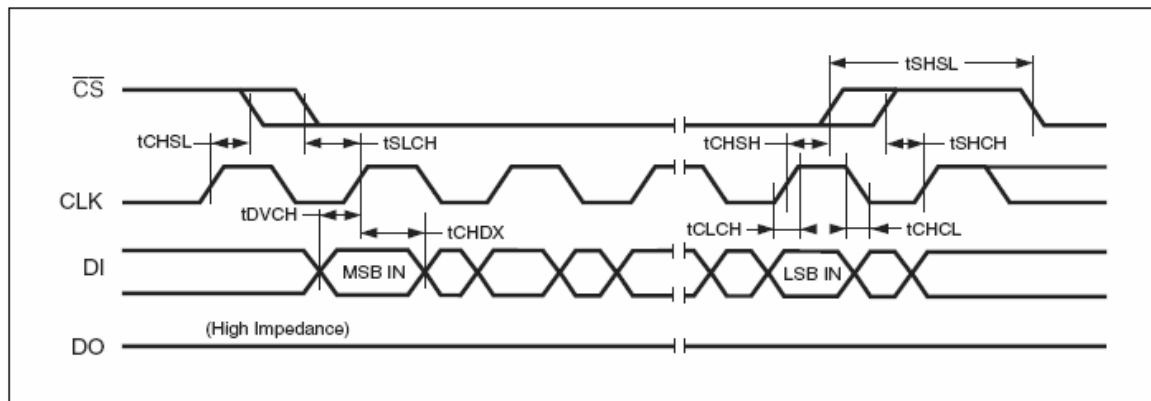 tSHSL
CS
tCHSL
tSLCH
tCHSH
tSHCH
CLK
tDVCH
tCHDX
tCLCH
tCHCL
DI
MSB IN
LSB IN
(High Impedance)
DO